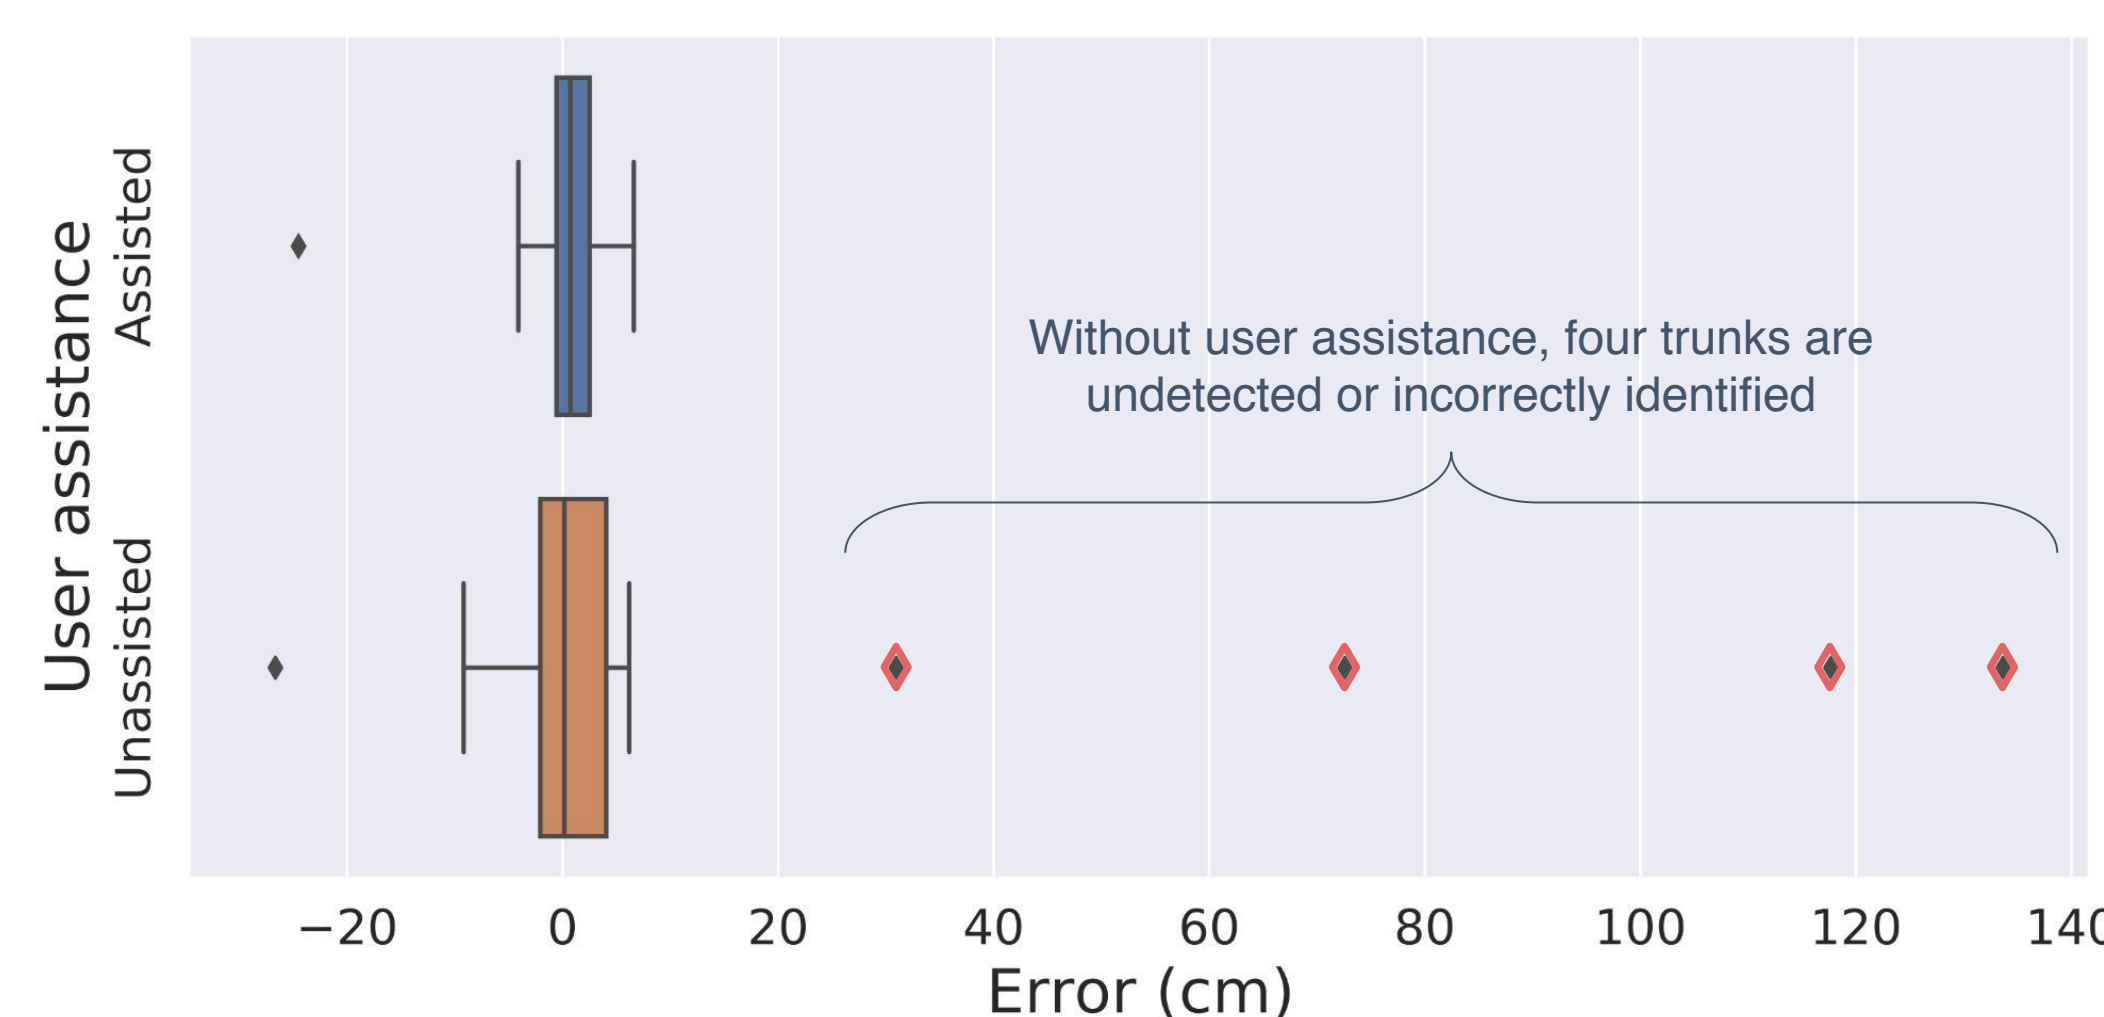 User assistance
Assisted
Unassisted
Without user assistance, four trunks are
undetected or incorrectly identified
−20 0 20 40 60 80 100 120 140
Error (cm)